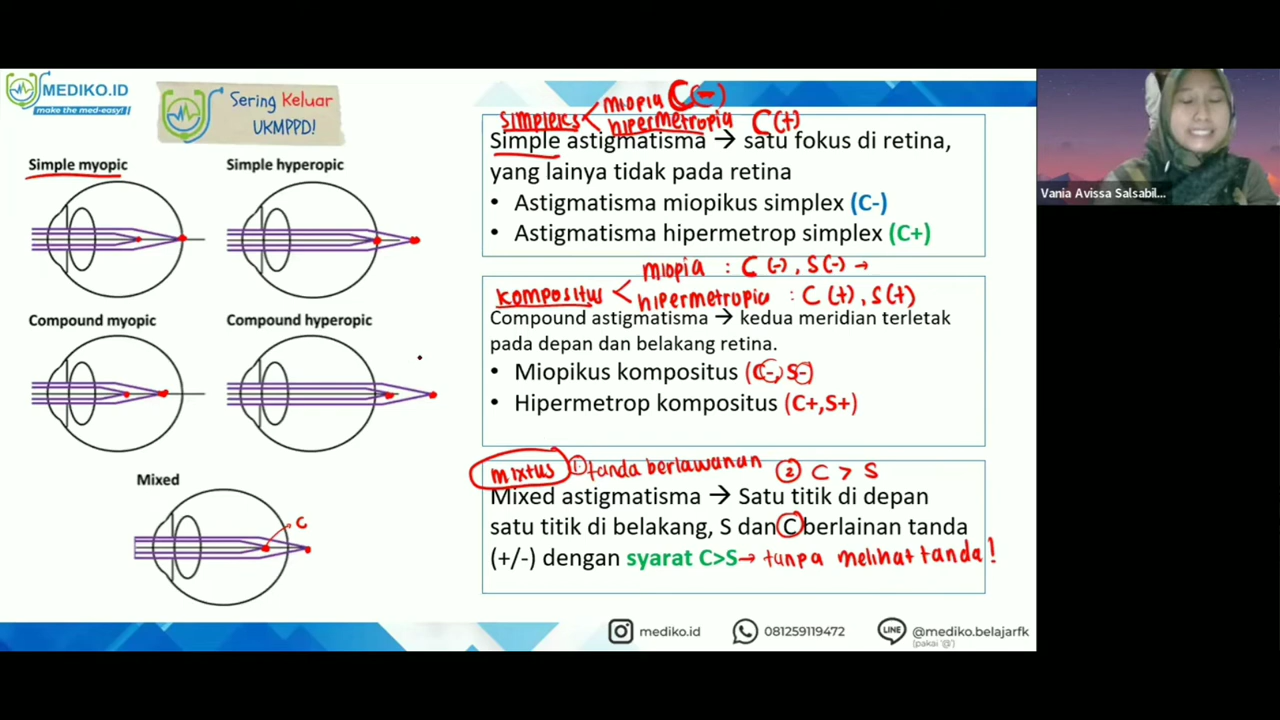 MEDIKO.ID
make the med-easy!
Sering Keluar
UKMPPD!
Simple myopic
Simple hyperopic
Compound myopic
Compound hyperopic
Mixed
C
Simpleks < miopia C(-)
hipermetropia C(+)
Simple astigmatisma → satu fokus di retina,
yang lainya tidak pada retina
• Astigmatisma miopikus simplex (C-)
• Astigmatisma hipermetrop simplex (C+)
miopia : C (-), S(-) →
kompositus < hipermetropia : C (+), S(+)
Compound astigmatisma → kedua meridian terletak
pada depan dan belakang retina.
• Miopikus kompositus (C-, S-)
• Hipermetrop kompositus (C+,S+)
mixtus ① tanda berlawanan ② C > S
Mixed astigmatisma → Satu titik di depan
satu titik di belakang, S dan C berlainan tanda
(+/-) dengan syarat C>S → tanpa melihat tanda!
mediko.id
081259119472
LINE
@mediko.belajarfk
(pakai '@')
Vania Avissa Salsabil...